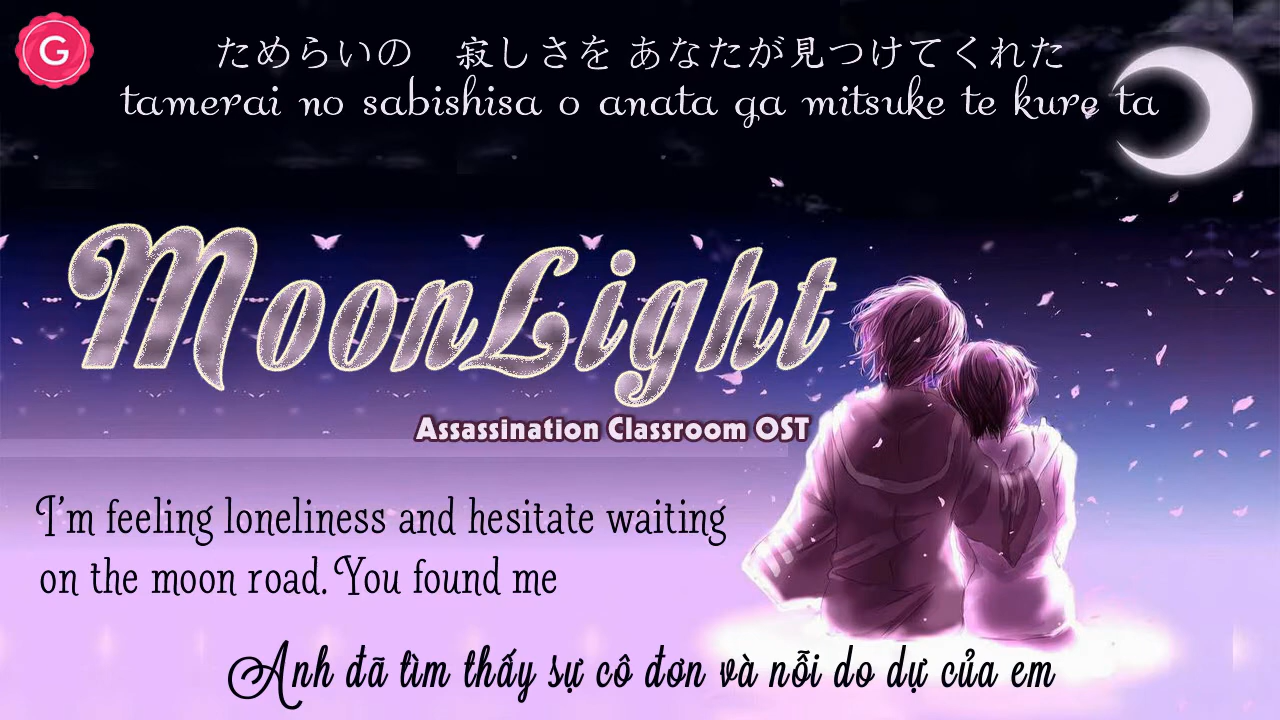 G
ためらいの　寂しさを あなたが見つけてくれた
tamerai no sabishisa o anata ga mitsuke te kure ta
MoonLight
Assassination Classroom OST
I'm feeling loneliness and hesitate waiting
on the moon road. You found me
Anh đã tìm thấy sự cô đơn và nỗi do dự của em